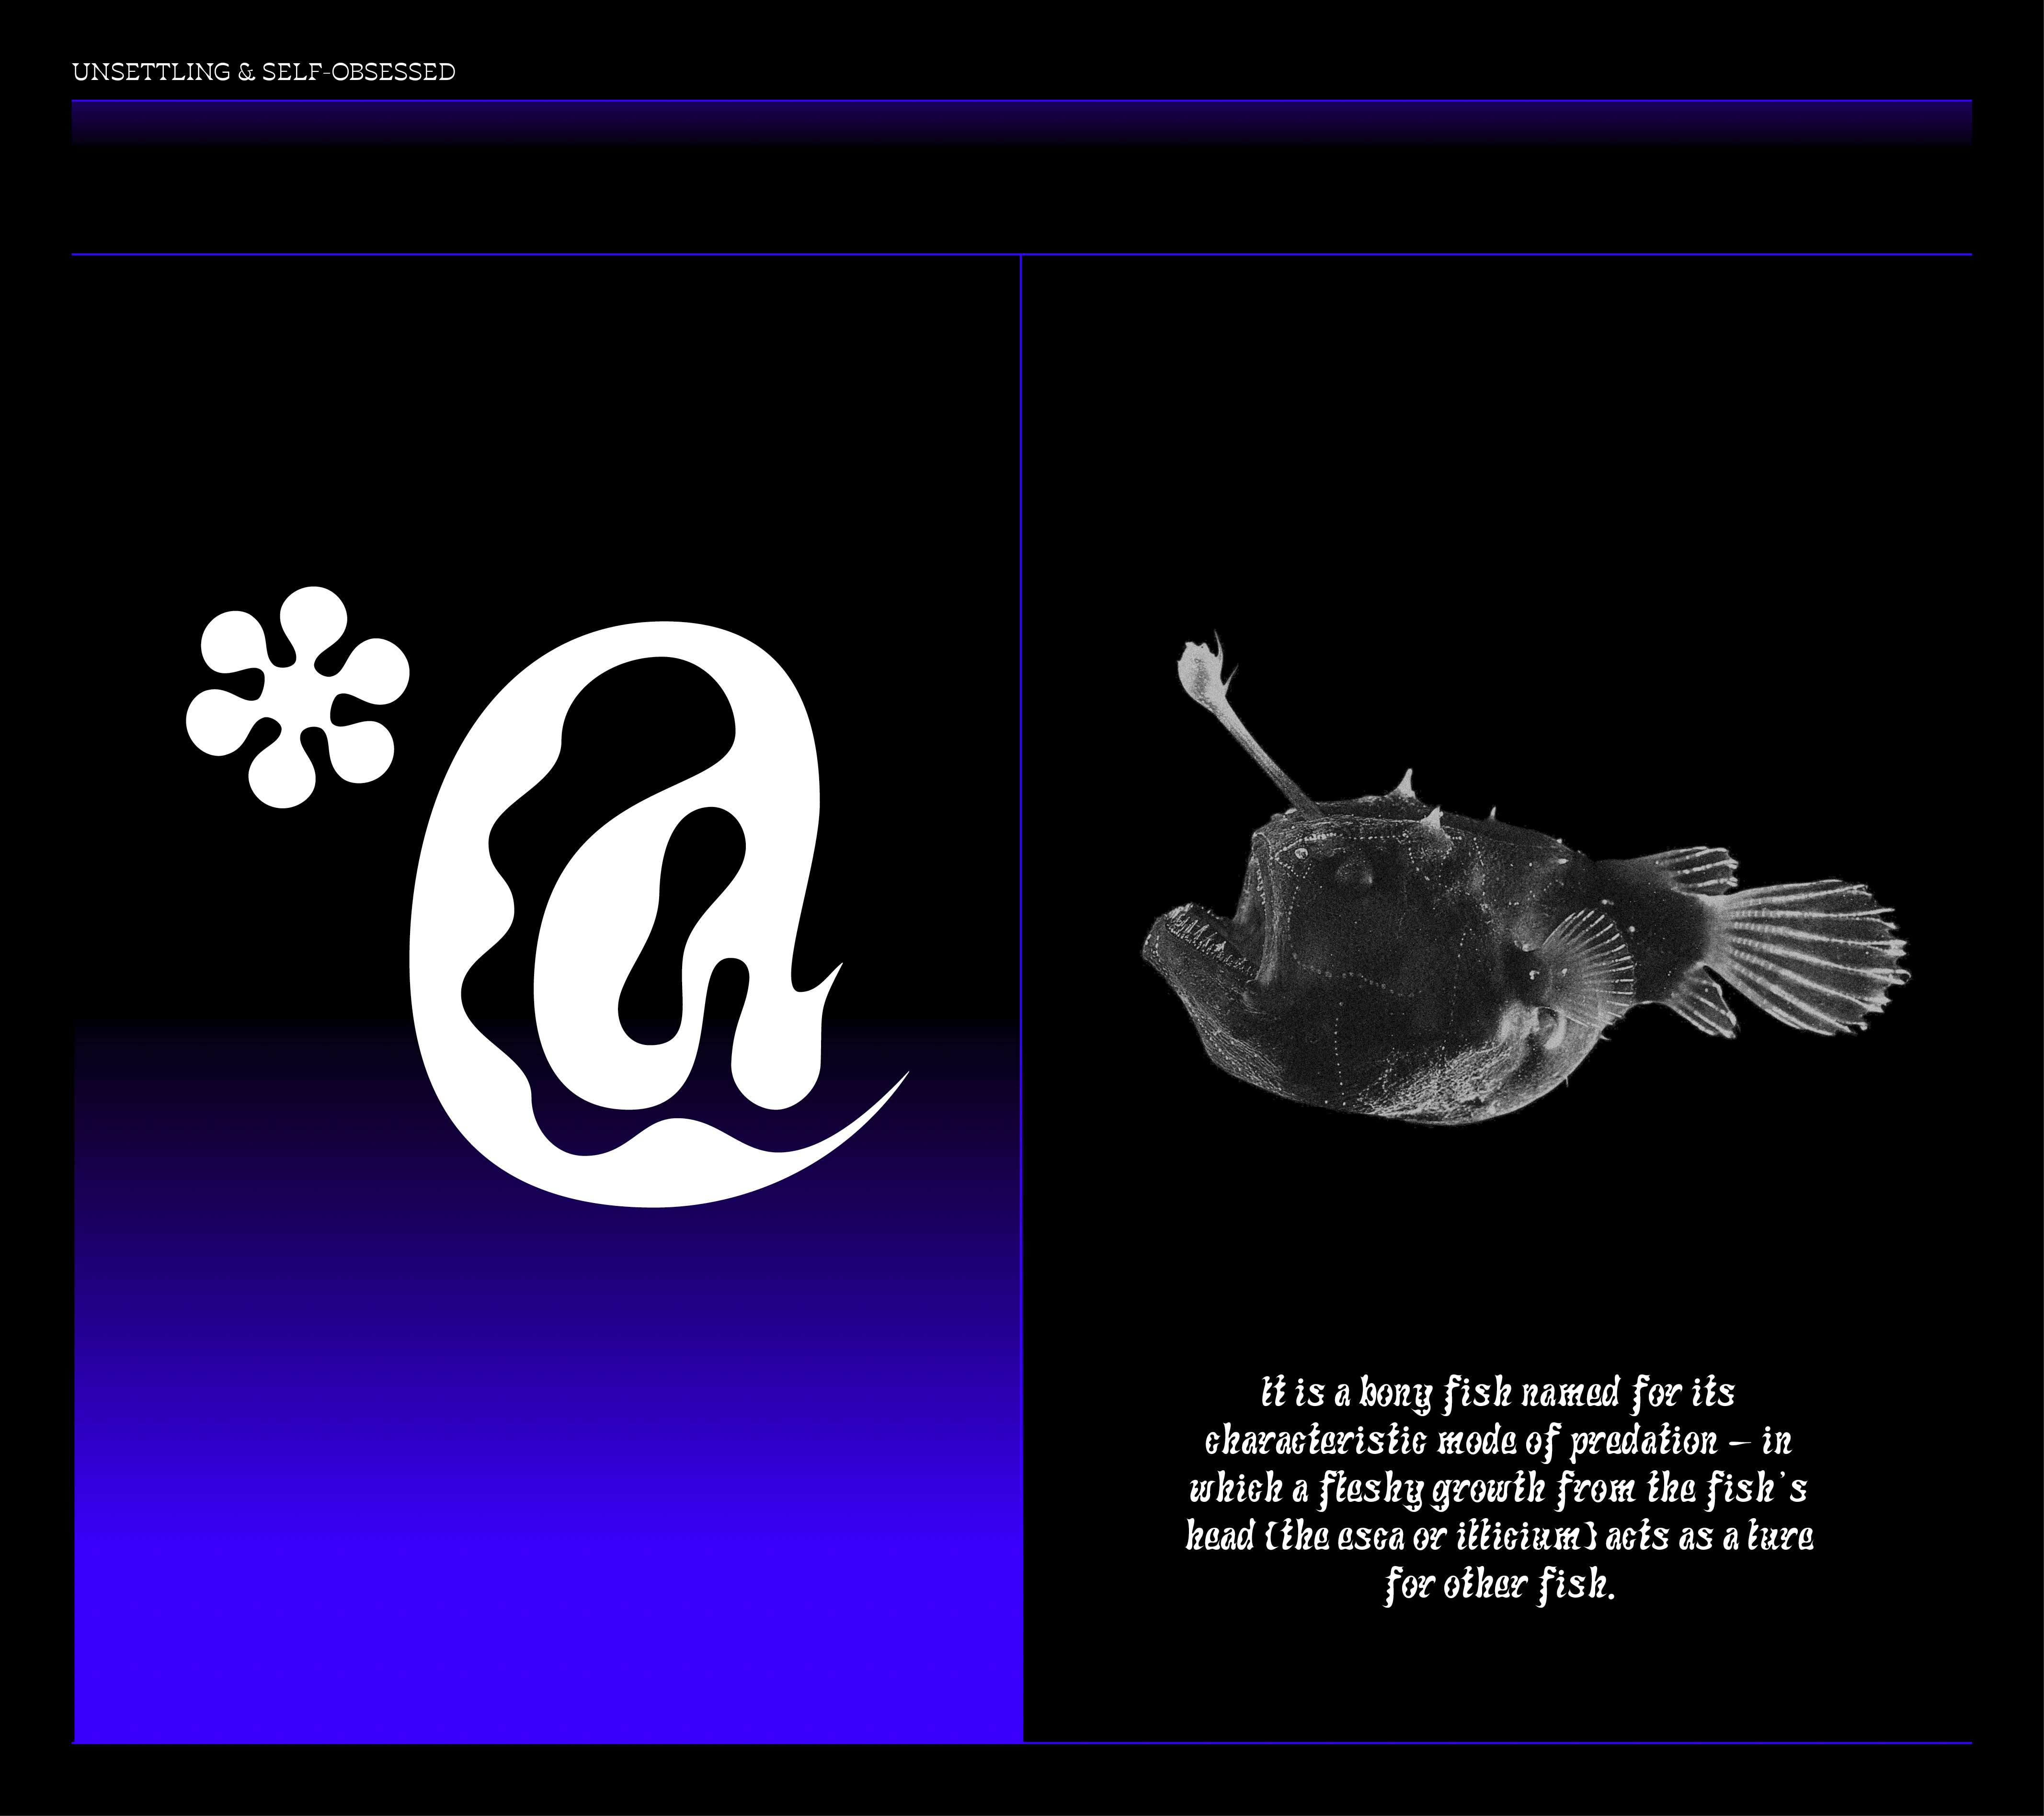 UNSETTLING & SELF-OBSESSED
*@
It is a bony fish named for its
characteristic mode of predation — in
which a fleshy growth from the fish's
head (the esca or illicium) acts as a lure
for other fish.